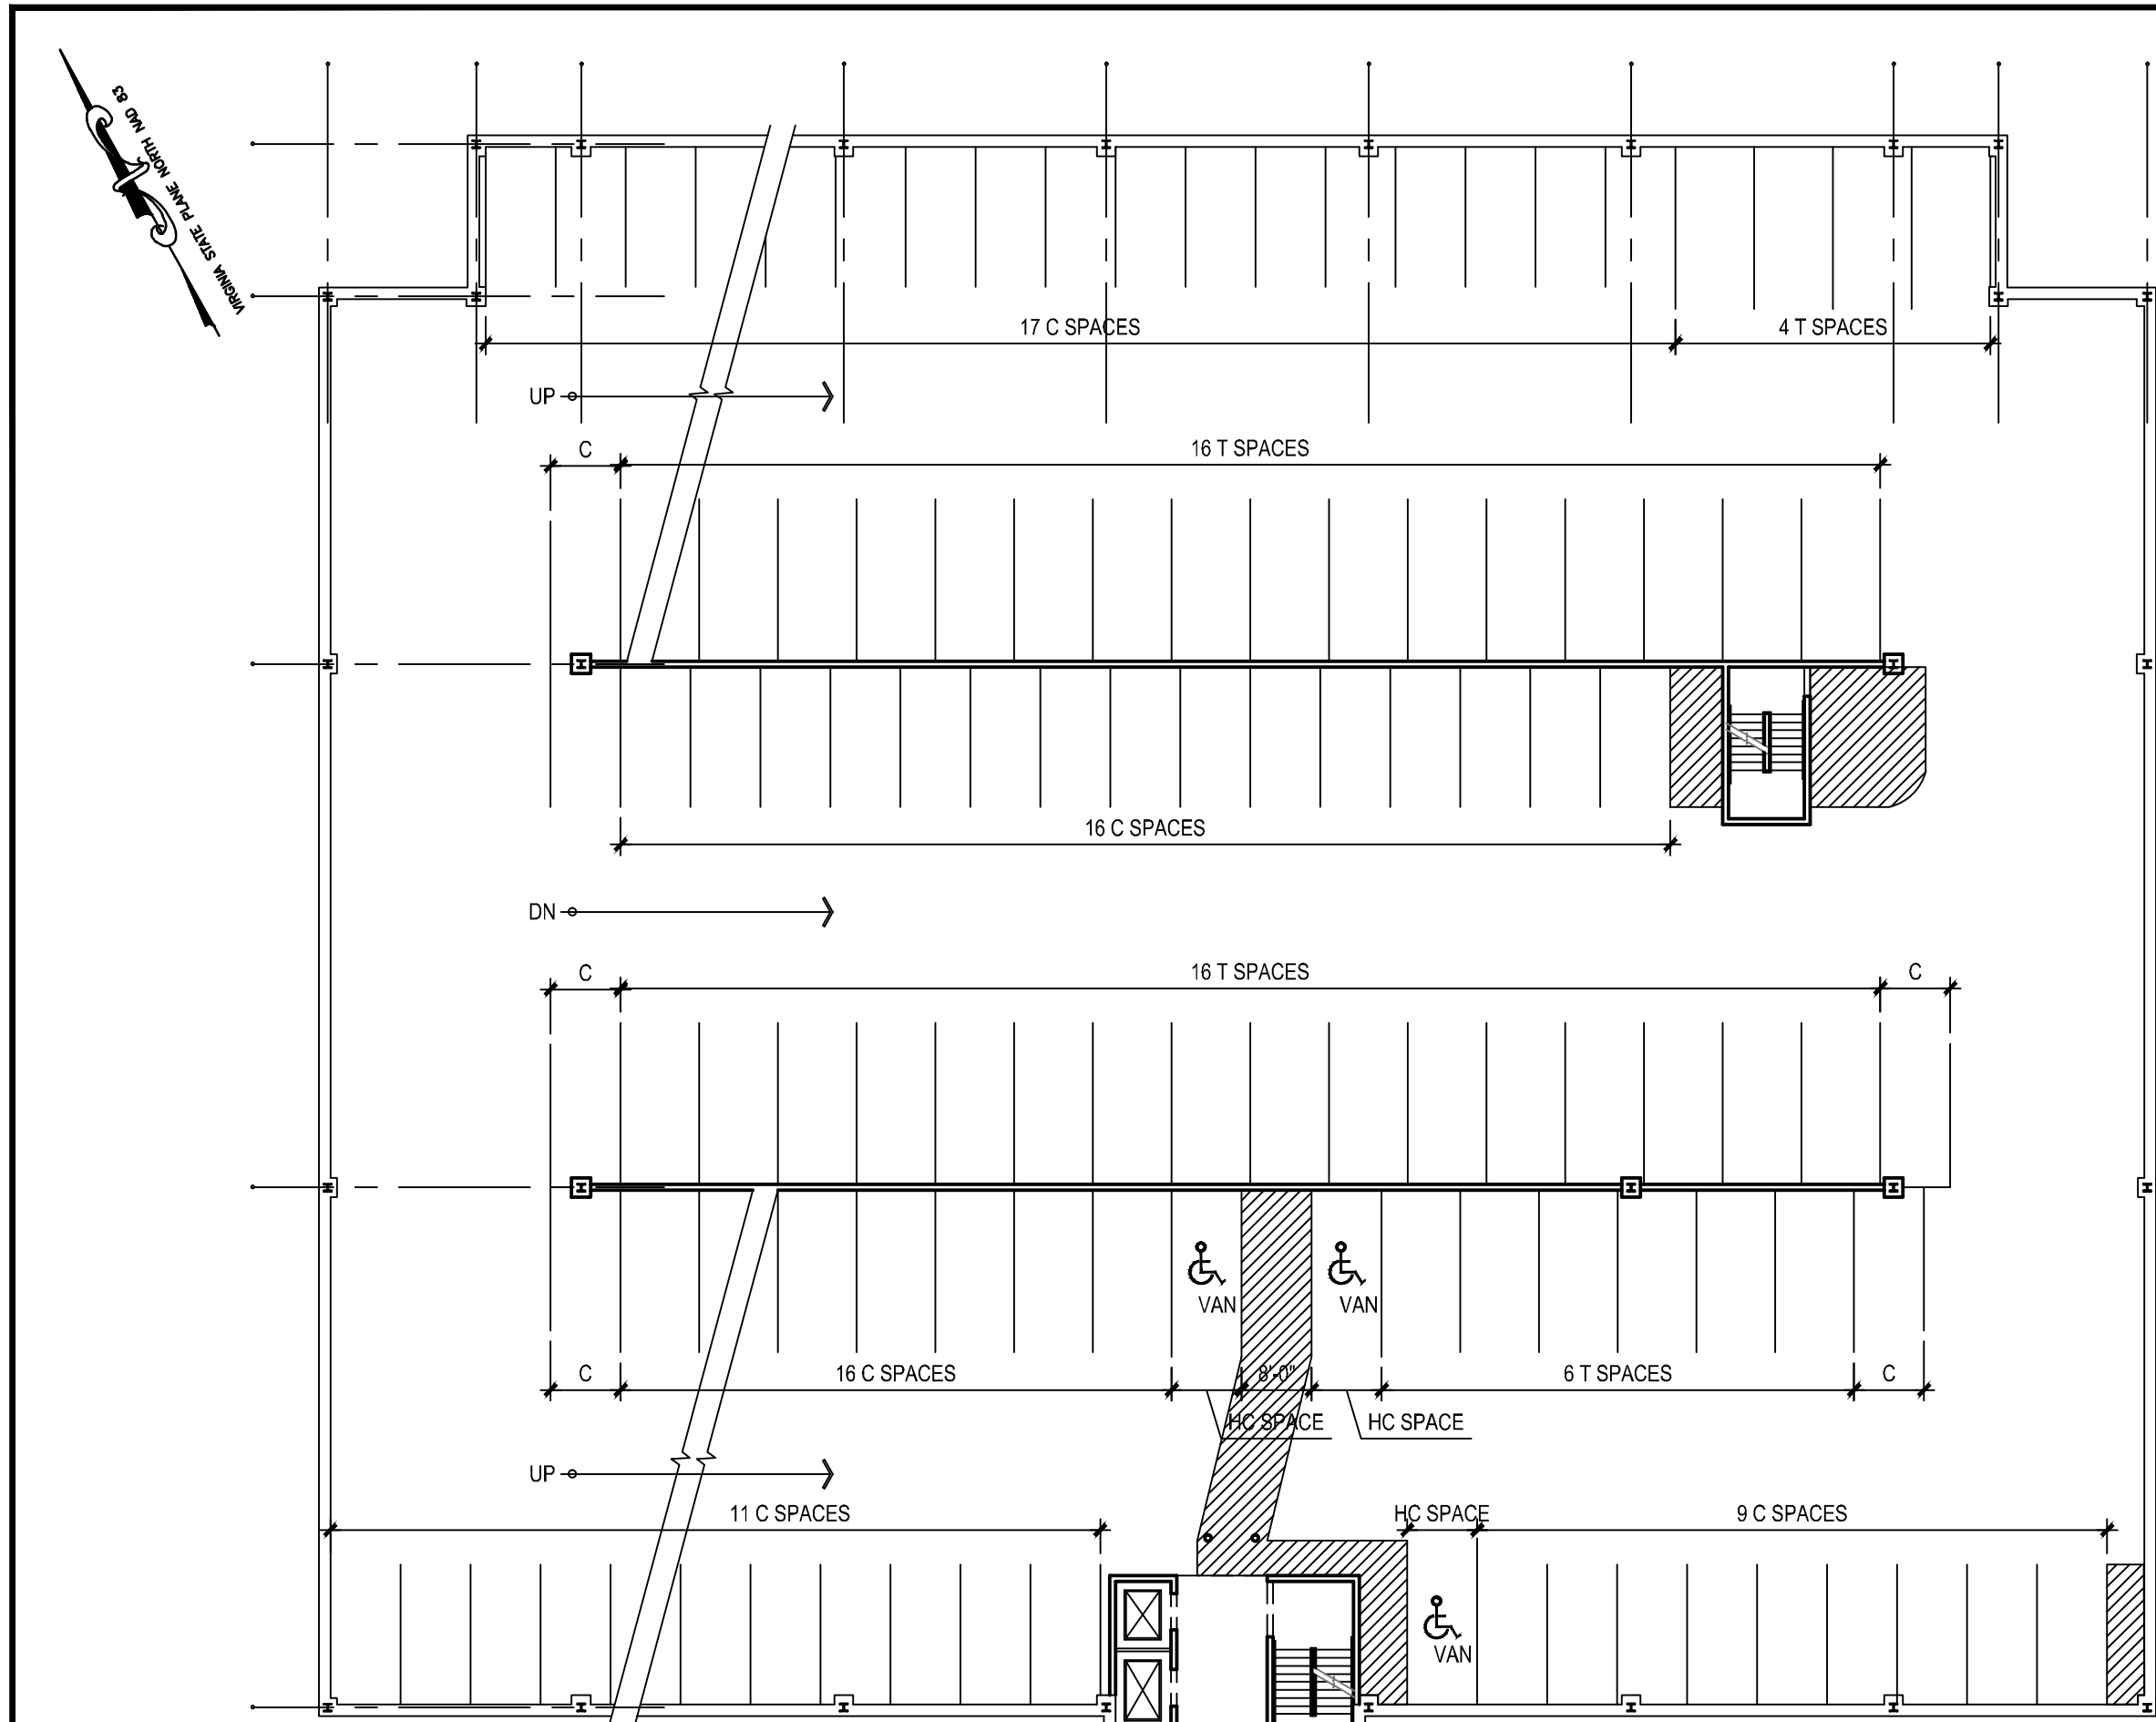 VIRGINIA STATE PLANE NORTH NAD 83
17 C SPACES
4 T SPACES
UP
C
16 T SPACES
16 C SPACES
DN
C
16 T SPACES
C
VAN
VAN
C
16 C SPACES
8'-0"
6 T SPACES
C
HC SPACE
HC SPACE
UP
11 C SPACES
HC SPACE
9 C SPACES
VAN